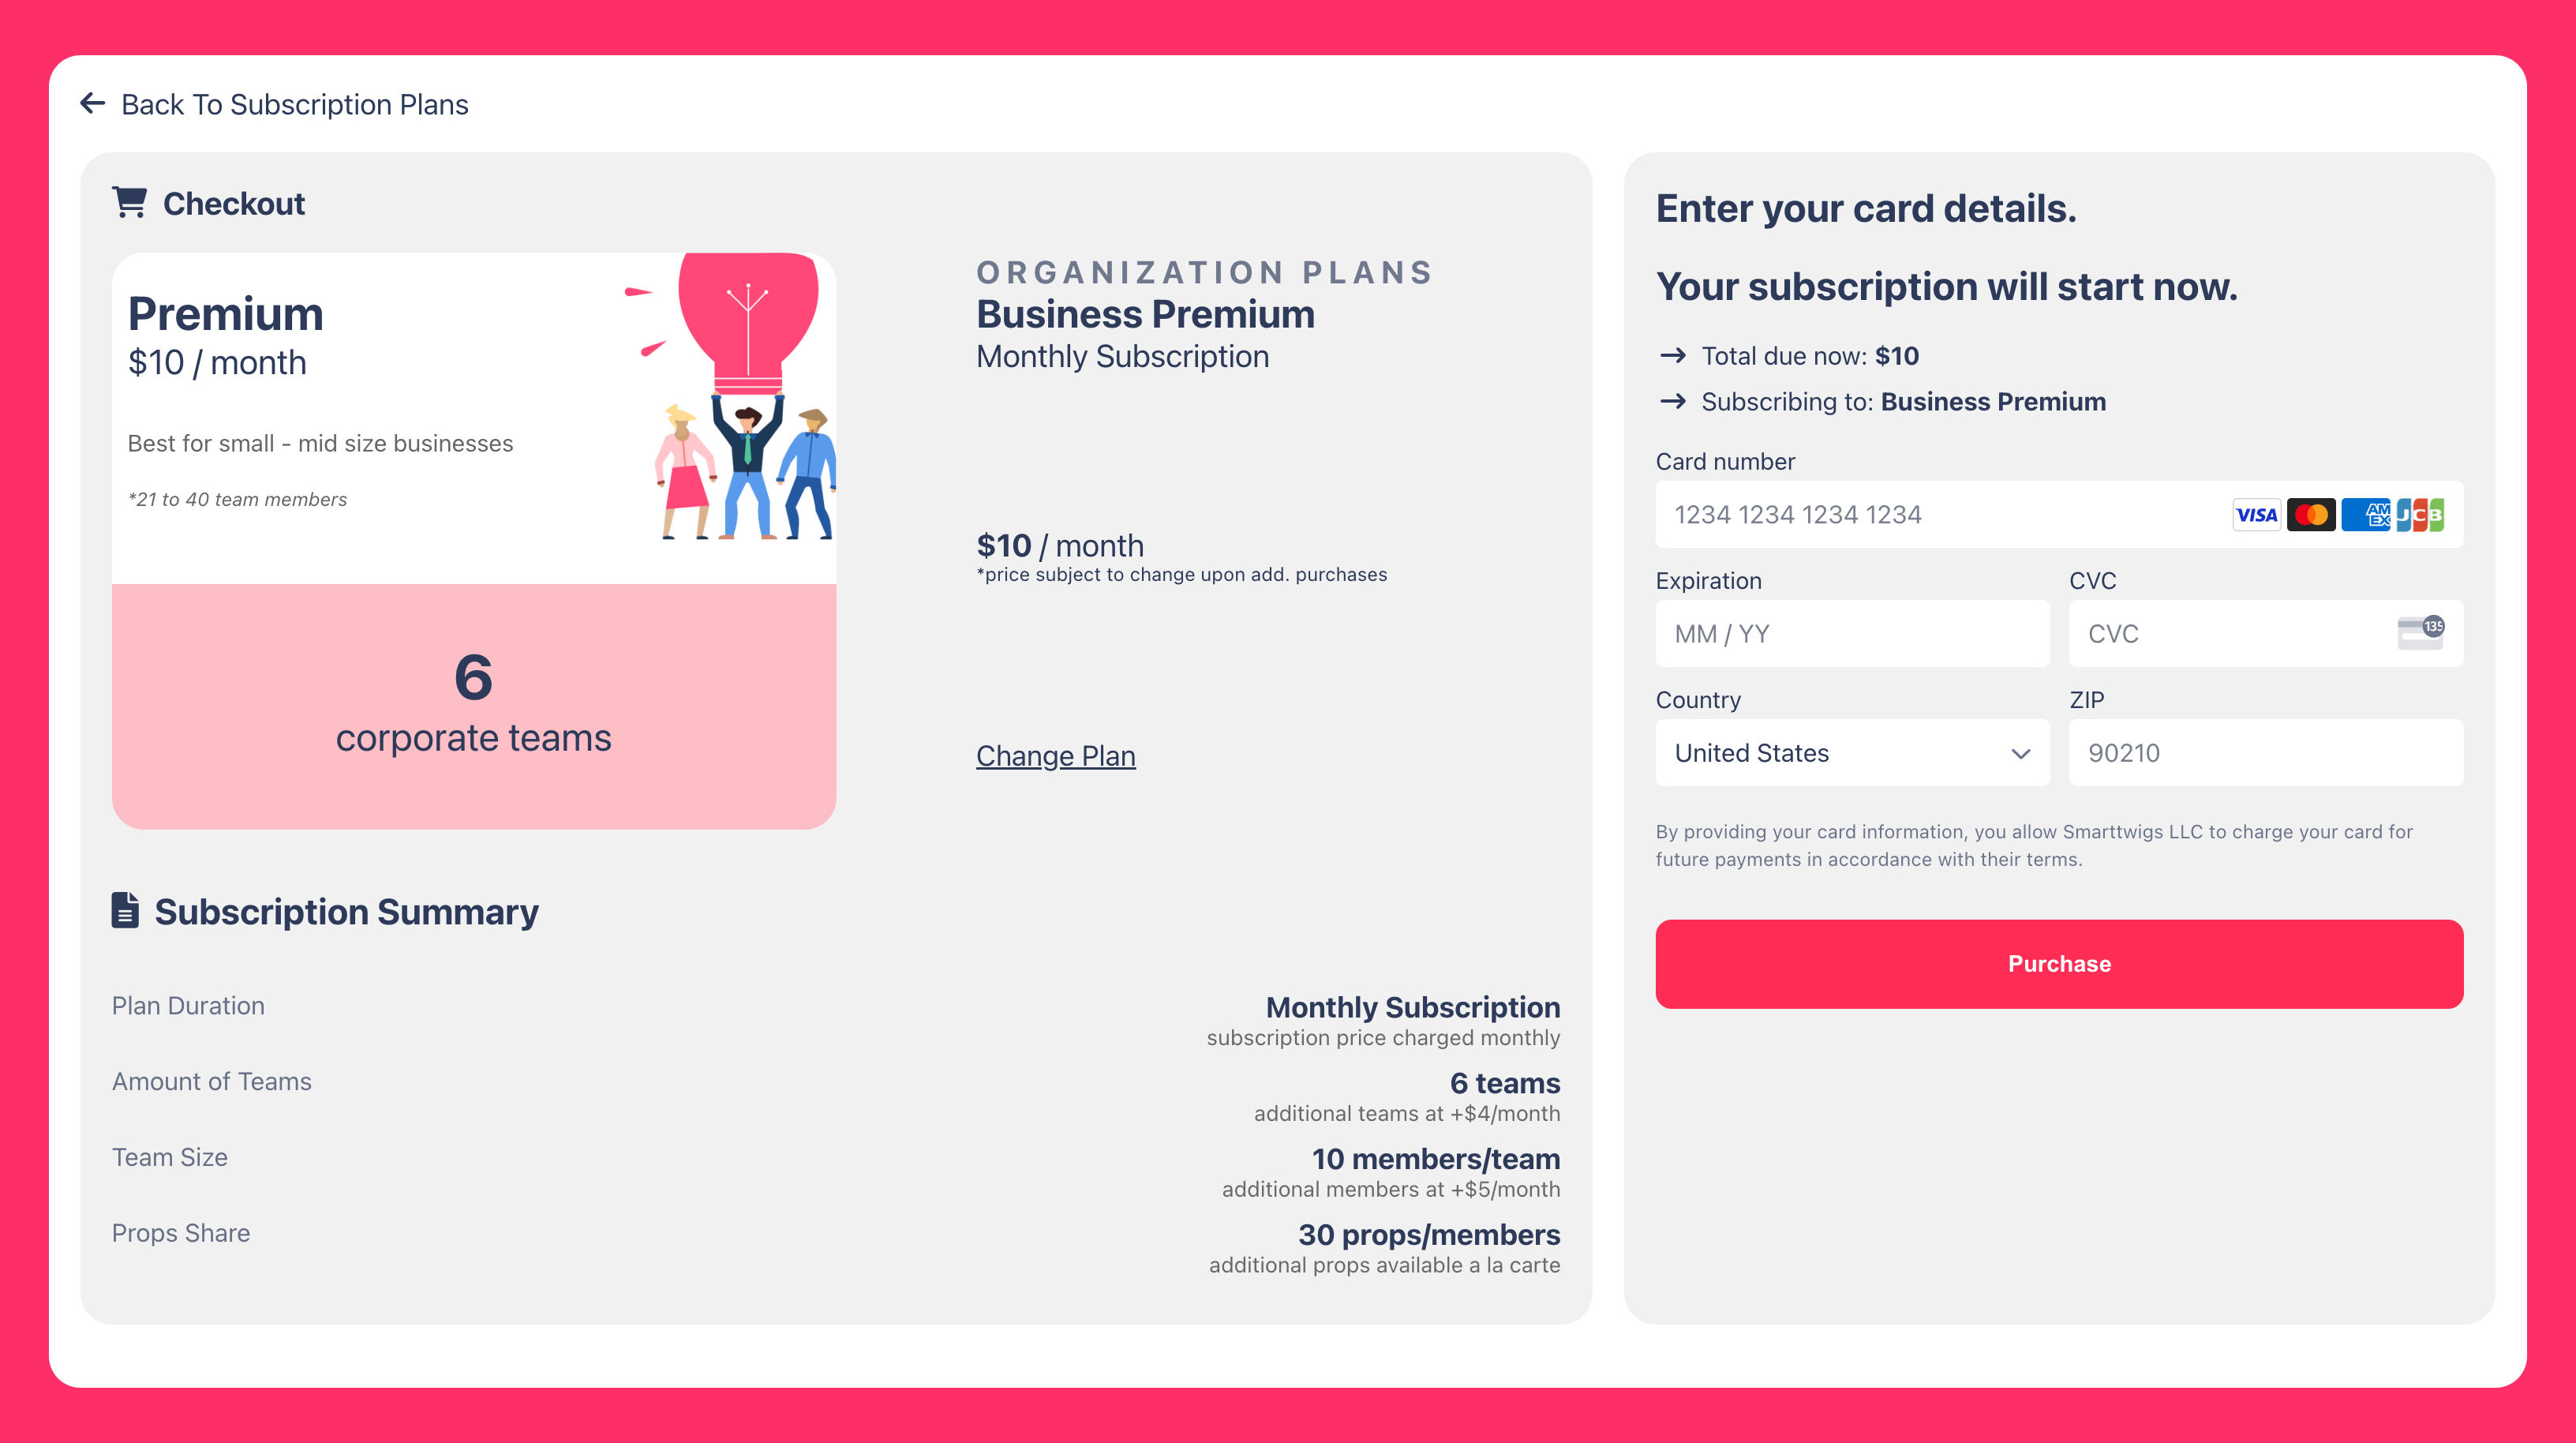 Back To Subscription Plans
Checkout
Premium
$10 / month
Best for small - mid size businesses
*21 to 40 team members
6
corporate teams
ORGANIZATION PLANS
Business Premium
Monthly Subscription
$10 / month
*price subject to change upon add. purchases
Change Plan
Subscription Summary
Plan Duration
Monthly Subscription
subscription price charged monthly
Amount of Teams
6 teams
additional teams at +$4/month
Team Size
10 members/team
additional members at +$5/month
Props Share
30 props/members
additional props available a la carte
Enter your card details.
Your subscription will start now.
Total due now: $10
Subscribing to: Business Premium
Card number
1234 1234 1234 1234
VISA
AM
EX
JCB
Expiration
CVC
MM / YY
CVC
135
Country
ZIP
United States
90210
By providing your card information, you allow Smarttwigs LLC to charge your card for
future payments in accordance with their terms.
Purchase